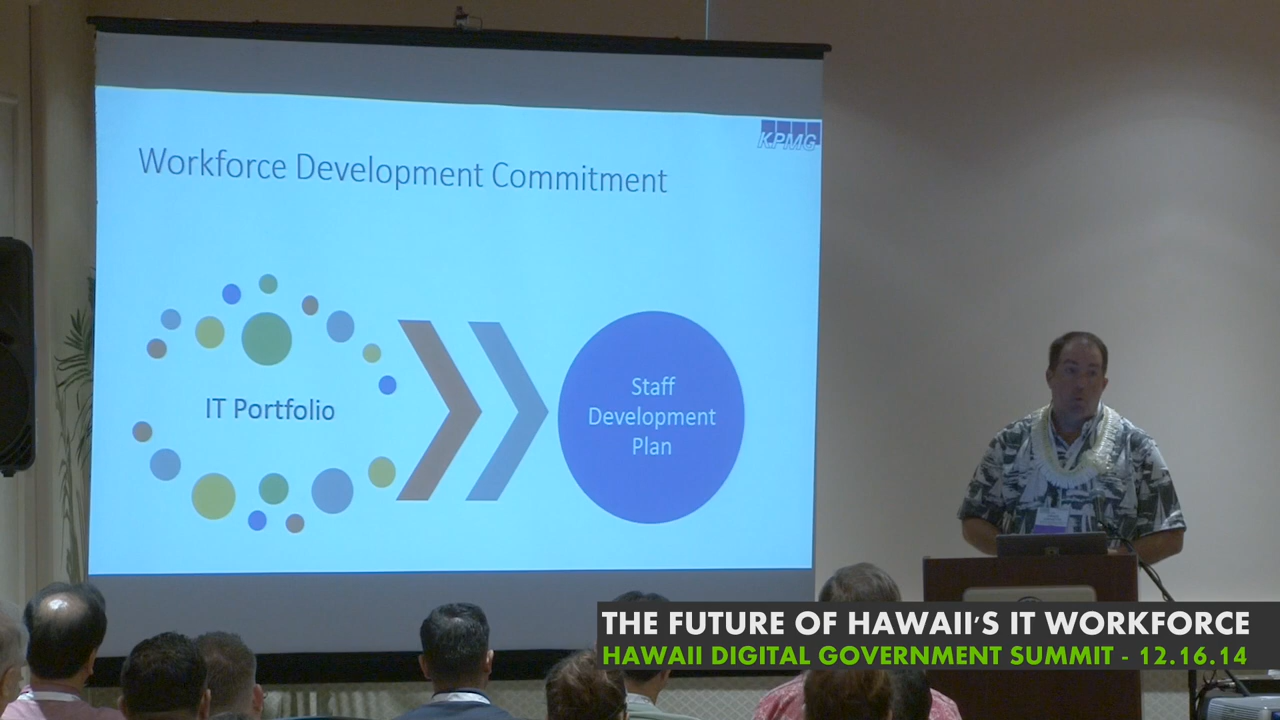 KPMG
Workforce Development Commitment
IT Portfolio
Staff
Development
Plan
THE FUTURE OF HAWAII'S IT WORKFORCE
HAWAII DIGITAL GOVERNMENT SUMMIT - 12.16.14